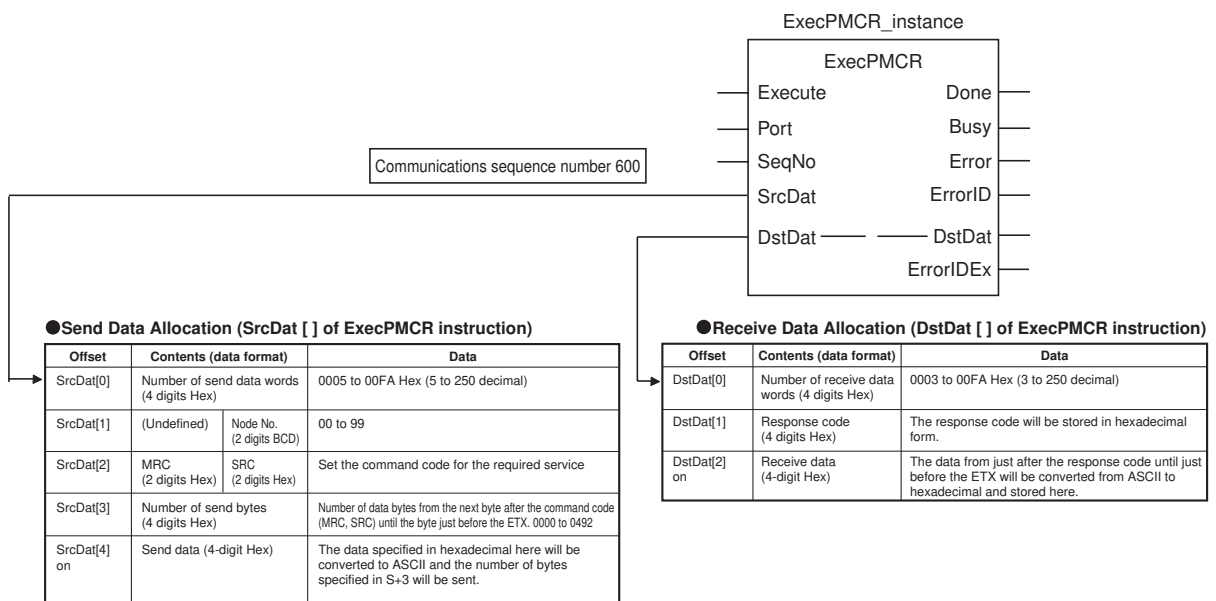 ExecPMCR_instance
ExecPMCR
Execute Done
Port Busy
SeqNo Error
SrcDat ErrorID
DstDat DstDat
ErrorIDEx
Communications sequence number 600
●Send Data Allocation (SrcDat [ ] of ExecPMCR instruction)
Offset Contents (data format) Data
SrcDat[0] Number of send data words 0005 to 00FA Hex (5 to 250 decimal)
(4 digits Hex)
SrcDat[1] (Undefined) Node No. 00 to 99
(2 digits BCD)
SrcDat[2] MRC SRC Set the command code for the required service
(2 digits Hex) (2 digits Hex)
SrcDat[3] Number of send bytes Number of data bytes from the next byte after the command code
(4 digits Hex) (MRC, SRC) until the byte just before the ETX. 0000 to 0492
SrcDat[4] Send data (4-digit Hex) The data specified in hexadecimal here will be
on converted to ASCII and the number of bytes
specified in S+3 will be sent.
●Receive Data Allocation (DstDat [ ] of ExecPMCR instruction)
Offset Contents (data format) Data
DstDat[0] Number of receive data 0003 to 00FA Hex (3 to 250 decimal)
words (4 digits Hex)
DstDat[1] Response code The response code will be stored in hexadecimal
(4 digits Hex) form.
DstDat[2] Receive data The data from just after the response code until just
on (4-digit Hex) before the ETX will be converted from ASCII to
hexadecimal and stored here.